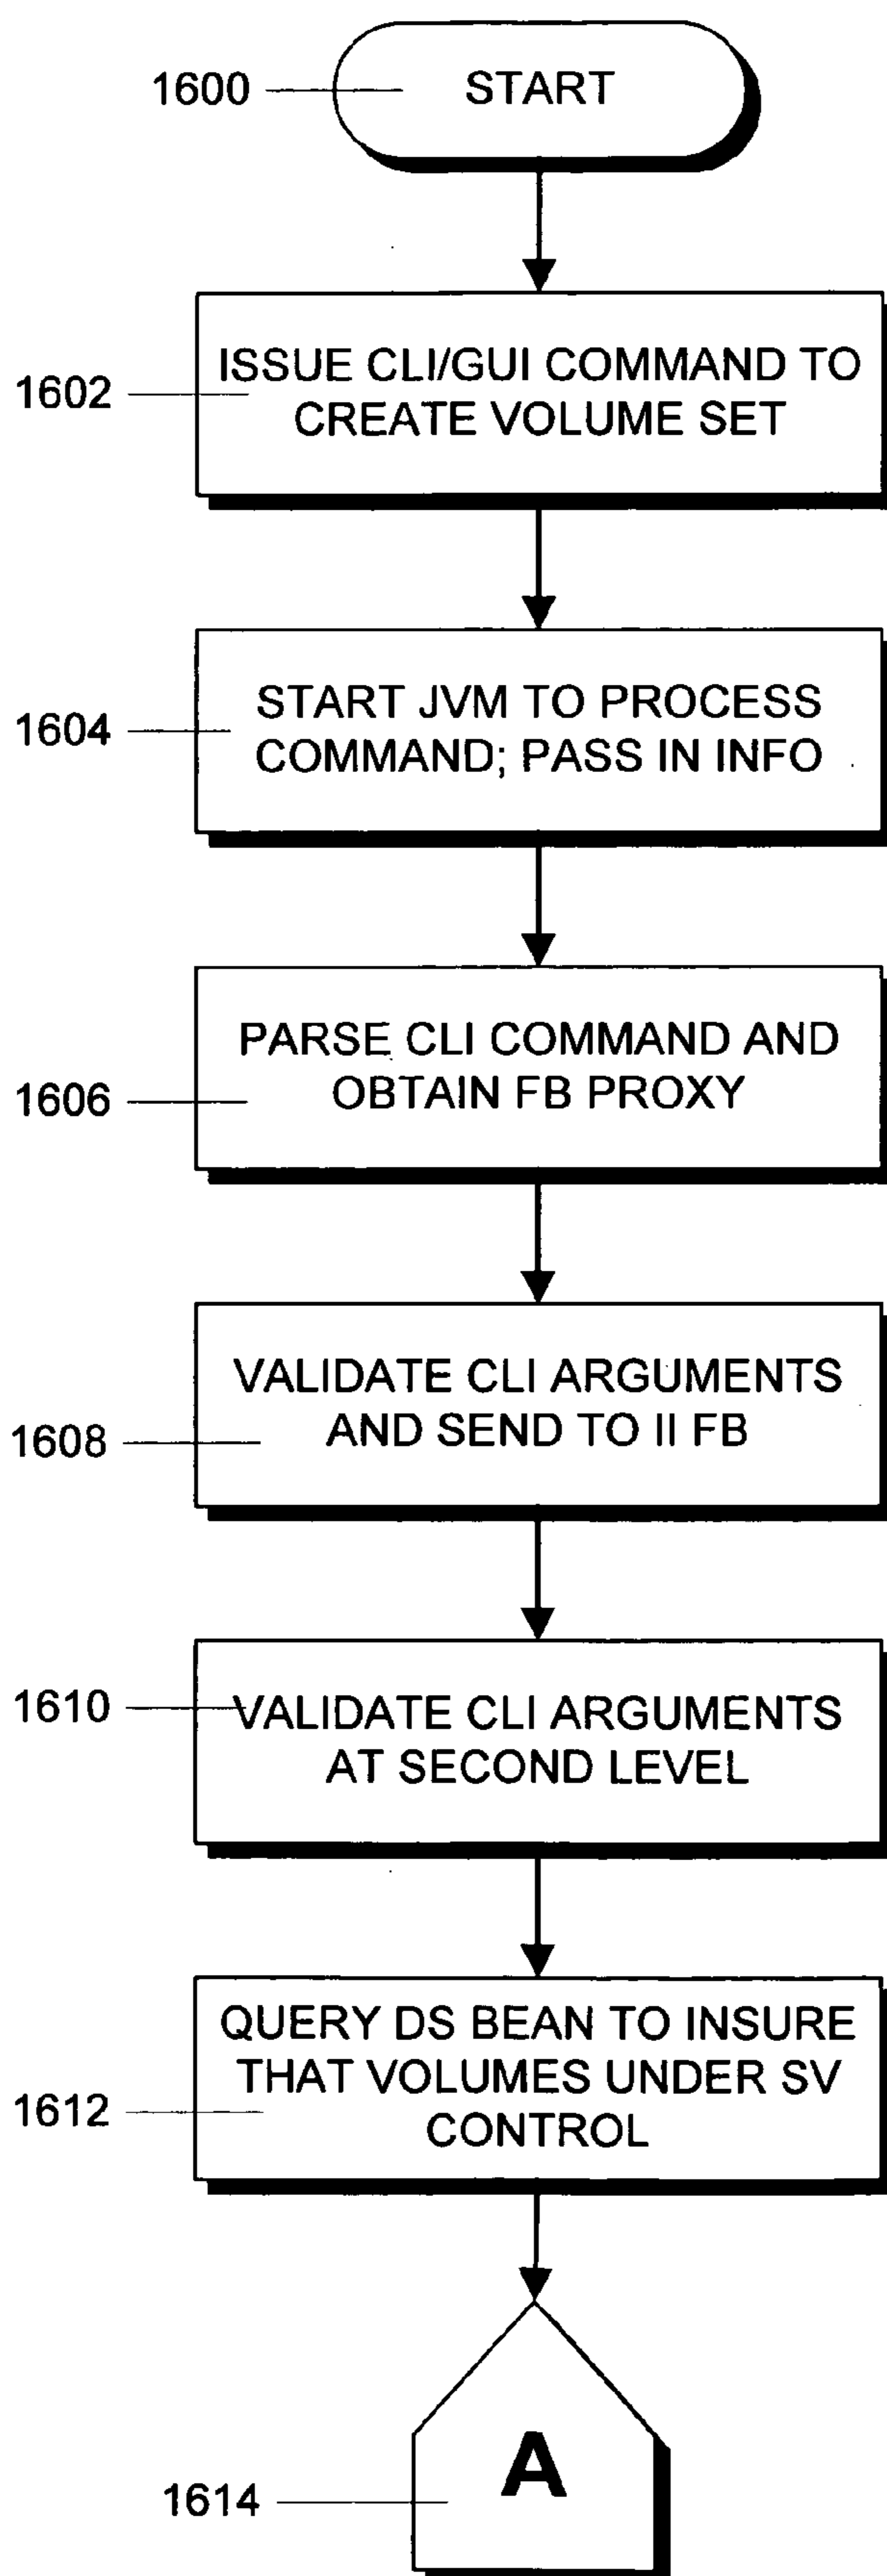 1600
START
1602
ISSUE CLI/GUI COMMAND TO
CREATE VOLUME SET
1604
START JVM TO PROCESS
COMMAND; PASS IN INFO
1606
PARSE CLI COMMAND AND
OBTAIN FB PROXY
1608
VALIDATE CLI ARGUMENTS
AND SEND TO II FB
1610
VALIDATE CLI ARGUMENTS
AT SECOND LEVEL
1612
QUERY DS BEAN TO INSURE
THAT VOLUMES UNDER SV
CONTROL
1614
A